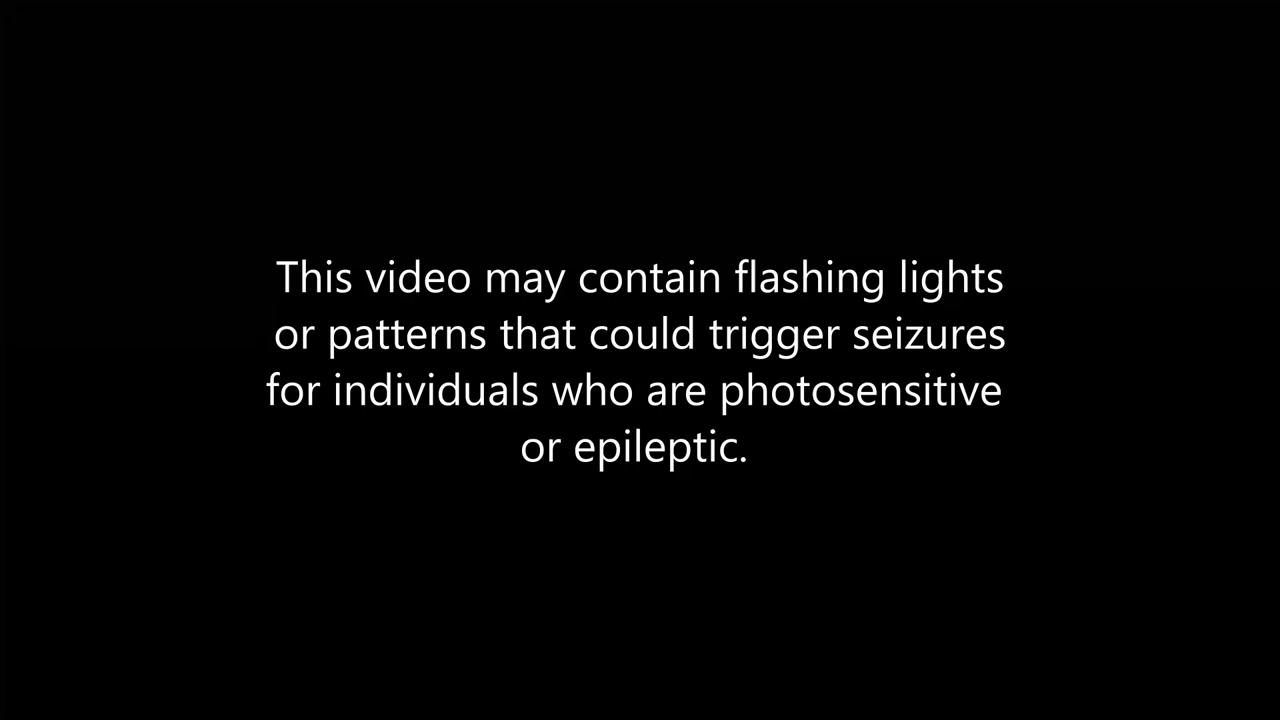 This video may contain flashing lights
or patterns that could trigger seizures
for individuals who are photosensitive
or epileptic.